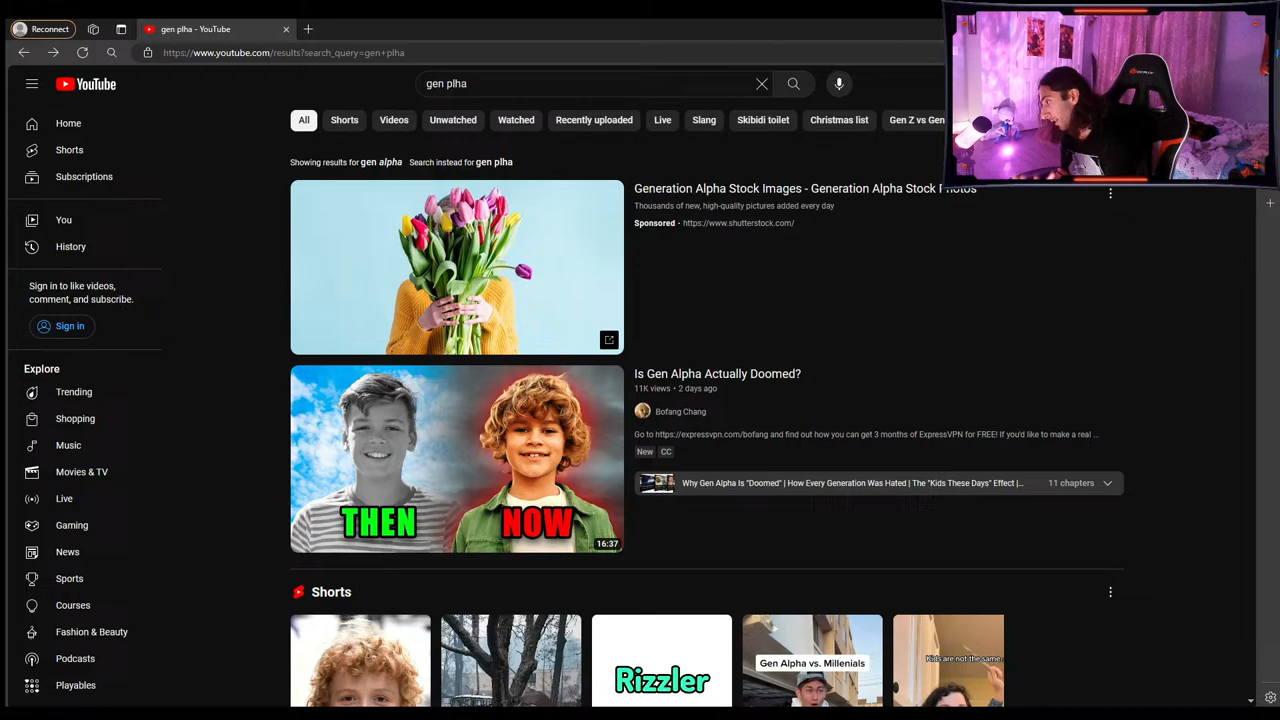 Reconnect
gen plha - YouTube
https://www.youtube.com/results?search_query=gen+plha
YouTube
gen plha
All
Shorts
Videos
Unwatched
Watched
Recently uploaded
Live
Slang
Skibidi toilet
Christmas list
Gen Z vs Gen
Home
Shorts
Subscriptions
You
History
Sign in to like videos,
comment, and subscribe.
Sign in
Explore
Trending
Shopping
Music
Movies & TV
Live
Gaming
News
Sports
Courses
Fashion & Beauty
Podcasts
Playables
Showing results for gen alpha Search instead for gen plha
Generation Alpha Stock Images - Generation Alpha Stock Photos
Thousands of new, high-quality pictures added every day
Sponsored · https://www.shutterstock.com/
THEN
NOW
16:37
Is Gen Alpha Actually Doomed?
11K views • 2 days ago
Bofang Chang
Go to https://expressvpn.com/bofang and find out how you can get 3 months of ExpressVPN for FREE! If you'd like to make a real ...
New
CC
Why Gen Alpha Is "Doomed" | How Every Generation Was Hated | The "Kids These Days" Effect |...
11 chapters
Shorts
Rizzler
Gen Alpha vs. Millenials
Kids are not the same